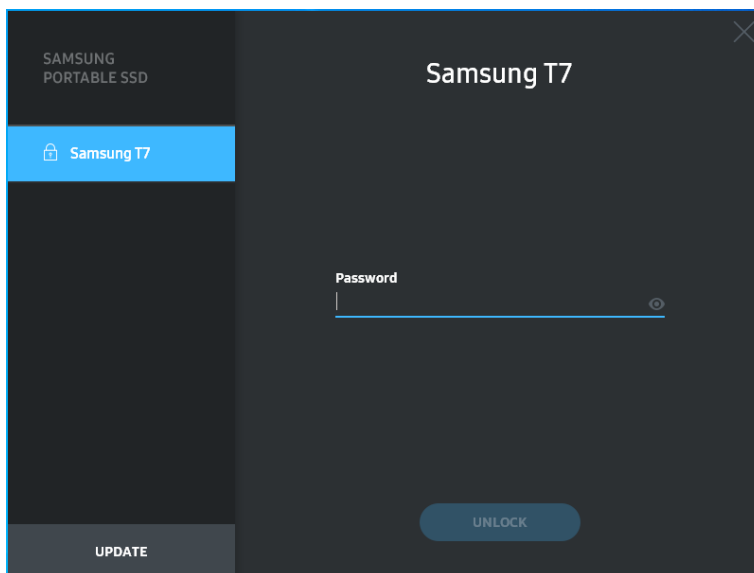 SAMSUNG
PORTABLE SSD
Samsung T7
Samsung T7
Password
UNLOCK
UPDATE